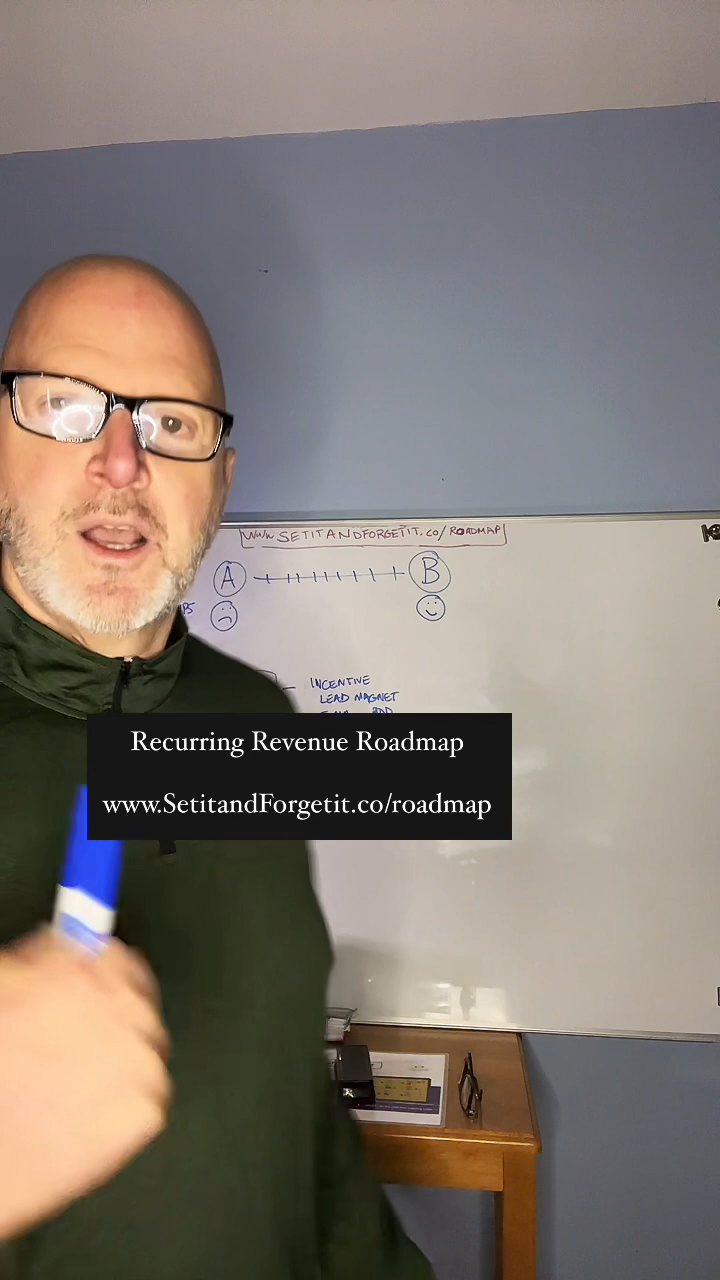 www.SETITANDFORGETIT.CO/ROADMAP
A B
INCENTIVE
LEAD MAGNET
Recurring Revenue Roadmap
www.SetitandForgetit.co/roadmap